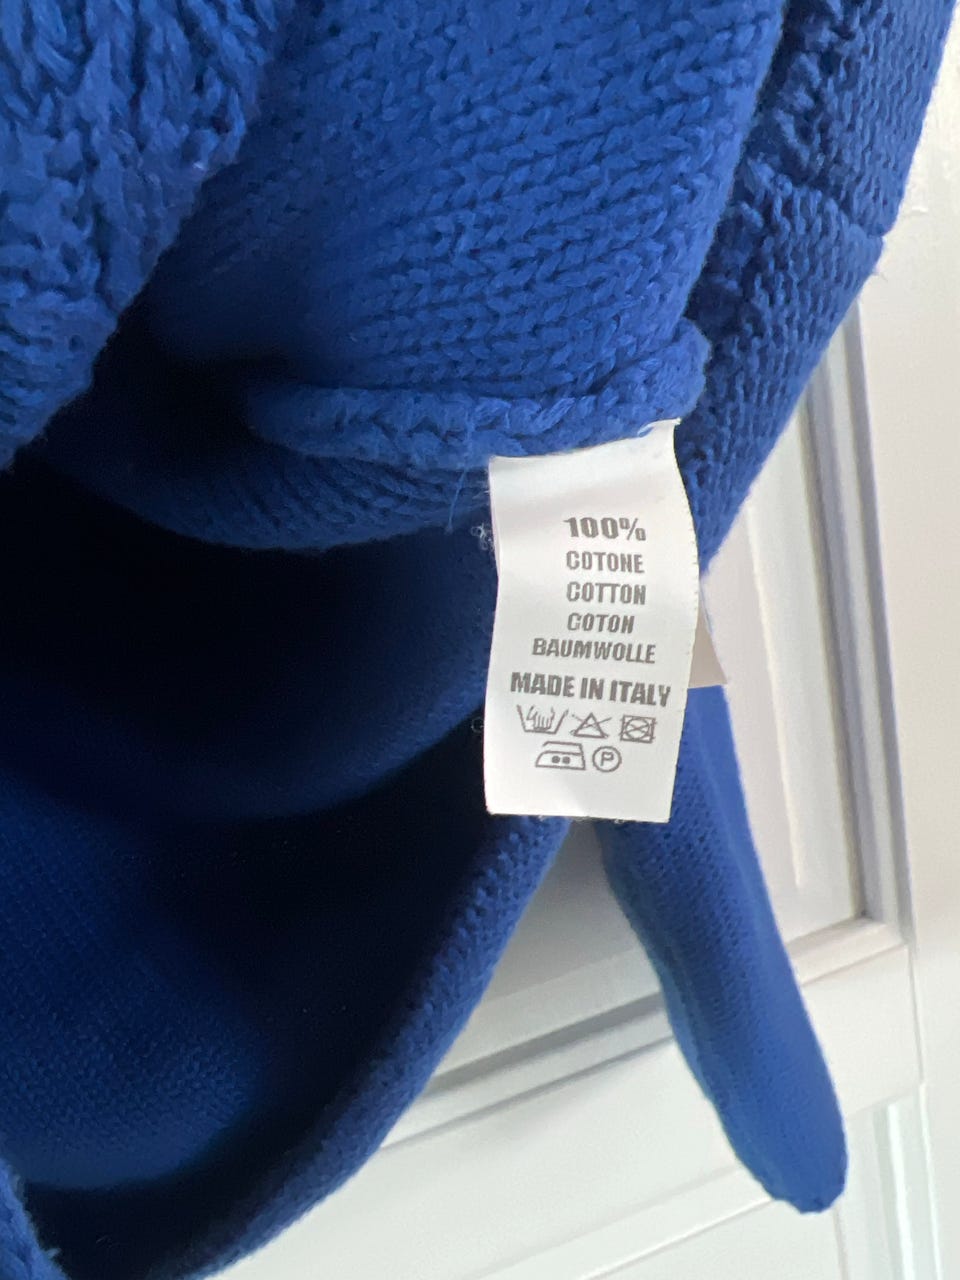 100%
COTONE
COTTON
COTON
BAUMWOLLE
MADE IN ITALY
P